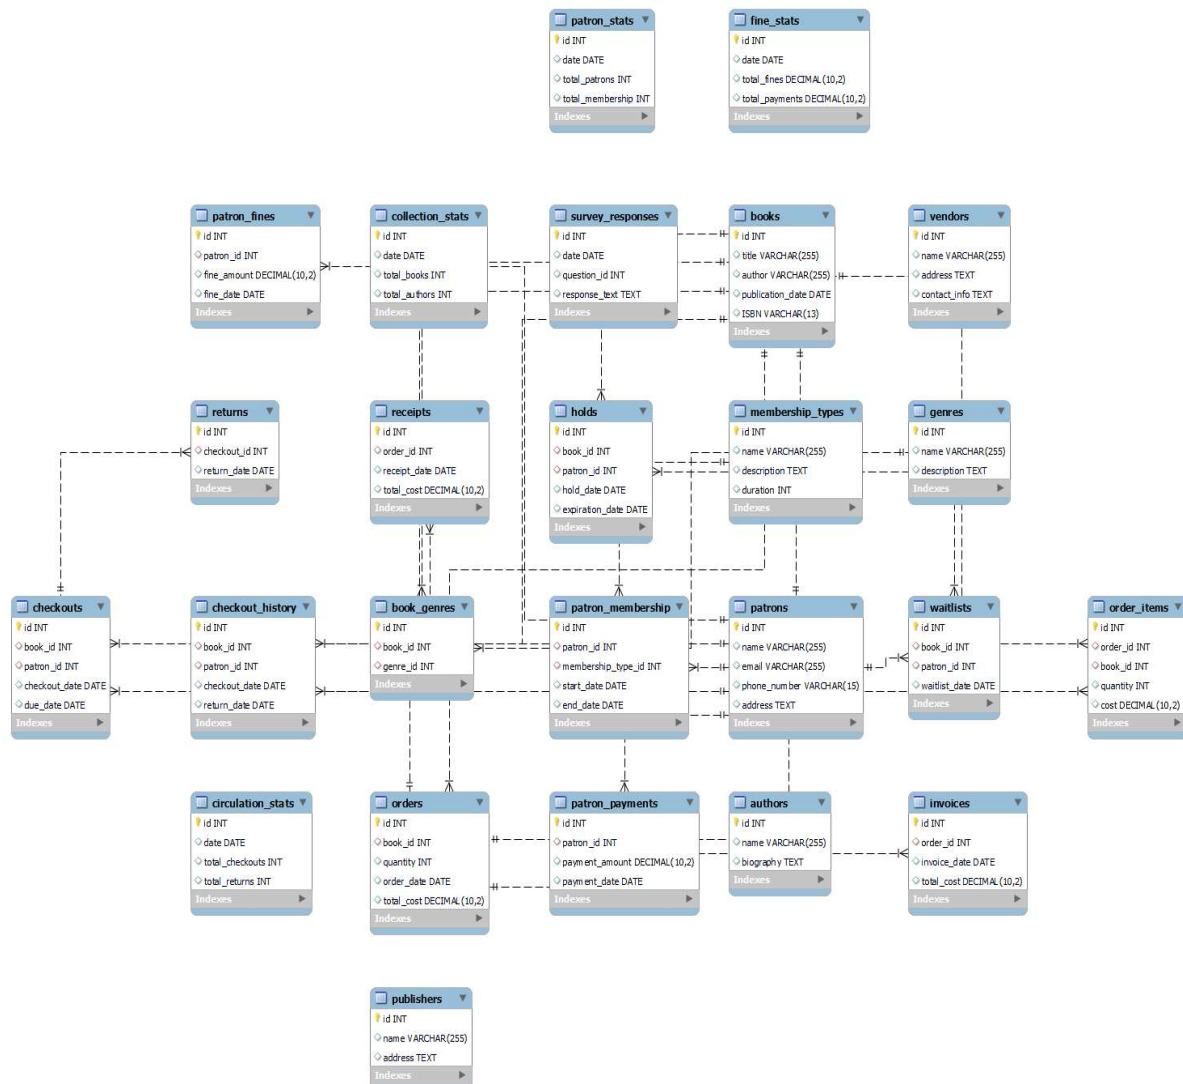 patron_stats
id INT
date DATE
total_patrons INT
total_membership INT
Indexes
fine_stats
id INT
date DATE
total_fines DECIMAL(10,2)
total_payments DECIMAL(10,2)
Indexes
patron_fines
id INT
patron_id INT
fine_amount DECIMAL(10,2)
fine_date DATE
Indexes
collection_stats
id INT
date DATE
total_books INT
total_authors INT
Indexes
survey_responses
id INT
date DATE
question_id INT
response_text TEXT
Indexes
books
id INT
title VARCHAR(255)
author VARCHAR(255)
publication_date DATE
ISBN VARCHAR(13)
Indexes
vendors
id INT
name VARCHAR(255)
address TEXT
contact_info TEXT
Indexes
returns
id INT
checkout_id INT
return_date DATE
Indexes
receipts
id INT
order_id INT
receipt_date DATE
total_cost DECIMAL(10,2)
Indexes
holds
id INT
book_id INT
patron_id INT
hold_date DATE
expiration_date DATE
Indexes
membership_types
id INT
name VARCHAR(255)
description TEXT
duration INT
Indexes
genres
id INT
name VARCHAR(255)
description TEXT
Indexes
checkouts
id INT
book_id INT
patron_id INT
checkout_date DATE
due_date DATE
Indexes
checkout_history
id INT
book_id INT
patron_id INT
checkout_date DATE
return_date DATE
Indexes
book_genres
id INT
book_id INT
genre_id INT
Indexes
patron_membership
id INT
patron_id INT
membership_type_id INT
start_date DATE
end_date DATE
Indexes
patrons
id INT
name VARCHAR(255)
email VARCHAR(255)
phone_number VARCHAR(15)
address TEXT
Indexes
waitlists
id INT
book_id INT
patron_id INT
waitlist_date DATE
Indexes
order_items
id INT
order_id INT
book_id INT
quantity INT
cost DECIMAL(10,2)
Indexes
circulation_stats
id INT
date DATE
total_checkouts INT
total_returns INT
Indexes
orders
id INT
book_id INT
quantity INT
order_date DATE
total_cost DECIMAL(10,2)
Indexes
patron_payments
id INT
patron_id INT
payment_amount DECIMAL(10,2)
payment_date DATE
Indexes
authors
id INT
name VARCHAR(255)
biography TEXT
Indexes
invoices
id INT
order_id INT
invoice_date DATE
total_cost DECIMAL(10,2)
Indexes
publishers
id INT
name VARCHAR(255)
address TEXT
Indexes